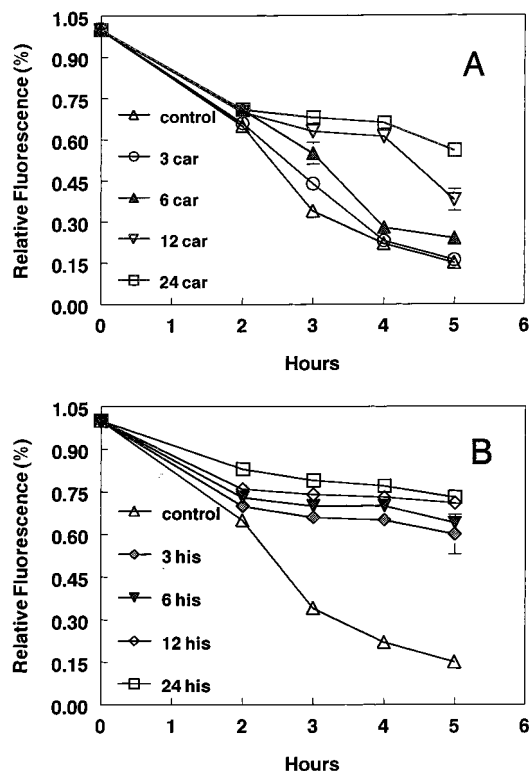 A
Relative Fluorescence (%)
1.05
0.90
0.75
0.60
0.45
0.30
0.15
0.00
control
3 car
6 car
12 car
24 car
0 1 2 3 4 5 6
Hours
B
Relative Fluorescence (%)
1.05
0.90
0.75
0.60
0.45
0.30
0.15
0.00
control
3 his
6 his
12 his
24 his
0 1 2 3 4 5 6
Hours